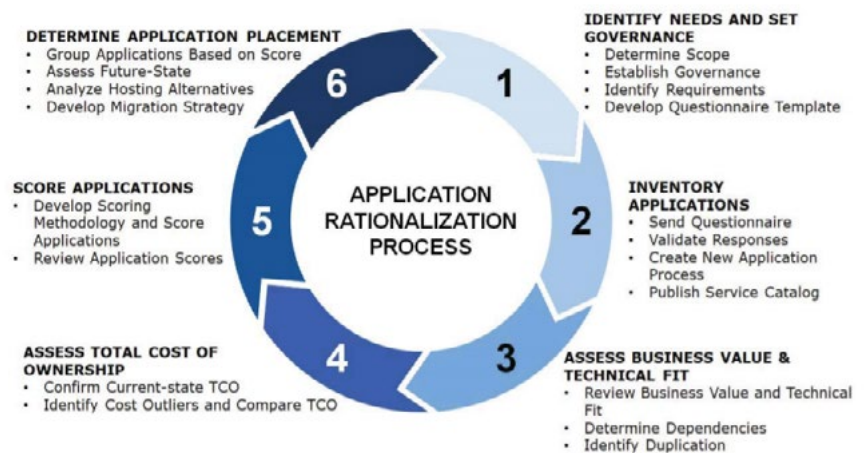 DETERMINE APPLICATION PLACEMENT
• Group Applications Based on Score
• Assess Future-State
• Analyze Hosting Alternatives
• Develop Migration Strategy
IDENTIFY NEEDS AND SET
GOVERNANCE
• Determine Scope
• Establish Governance
• Identify Requirements
• Develop Questionnaire Template
6
1
SCORE APPLICATIONS
• Develop Scoring
Methodology and Score
Applications
• Review Application Scores
5
APPLICATION
RATIONALIZATION
PROCESS
2
INVENTORY
APPLICATIONS
• Send Questionnaire
• Validate Responses
• Create New Application
Process
• Publish Service Catalog
ASSESS TOTAL COST OF
OWNERSHIP
• Confirm Current-state TCO
• Identify Cost Outliers and Compare TCO
4
3
ASSESS BUSINESS VALUE &
TECHNICAL FIT
• Review Business Value and Technical
Fit
• Determine Dependencies
• Identify Duplication